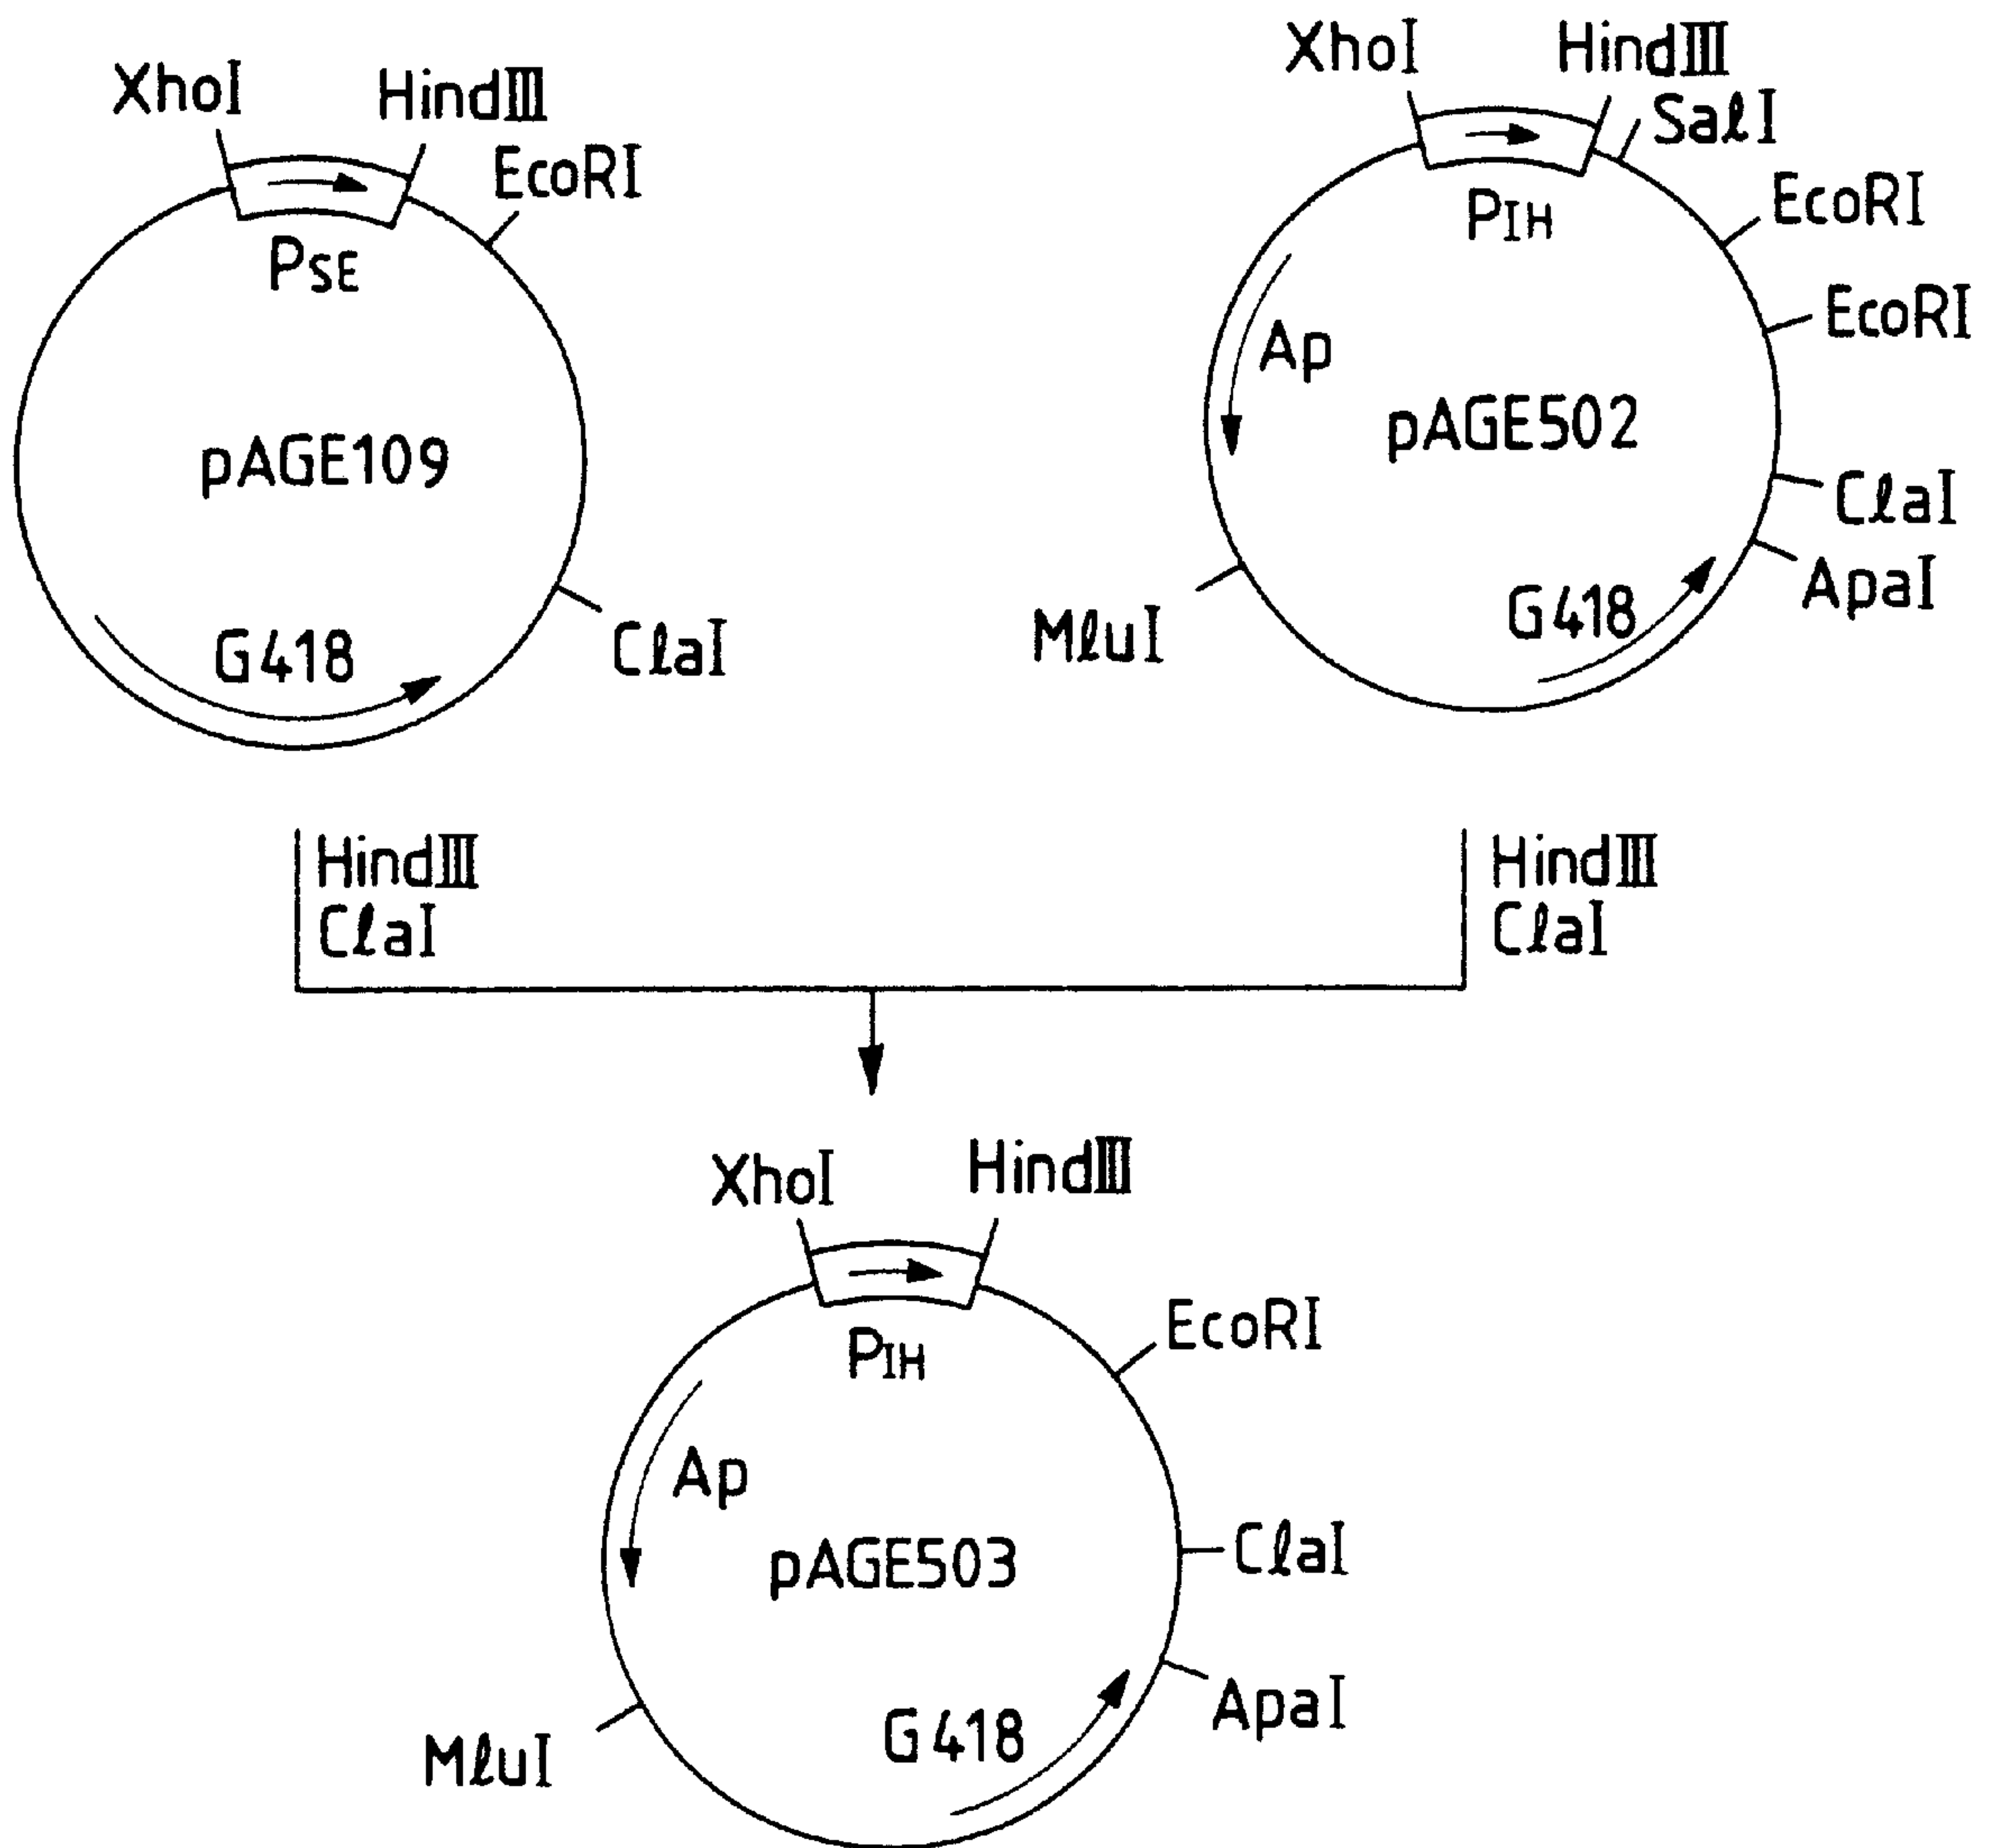 XhoI
HindIII
EcoRI
PSE
pAGE109
G418
ClaI
XhoI
HindIII
SalI
EcoRI
PIH
EcoRI
Ap
pAGE502
ClaI
ApaI
G418
MluI
HindIII
ClaI
HindIII
ClaI
XhoI
HindIII
EcoRI
PIH
Ap
pAGE503
ClaI
ApaI
G418
MluI